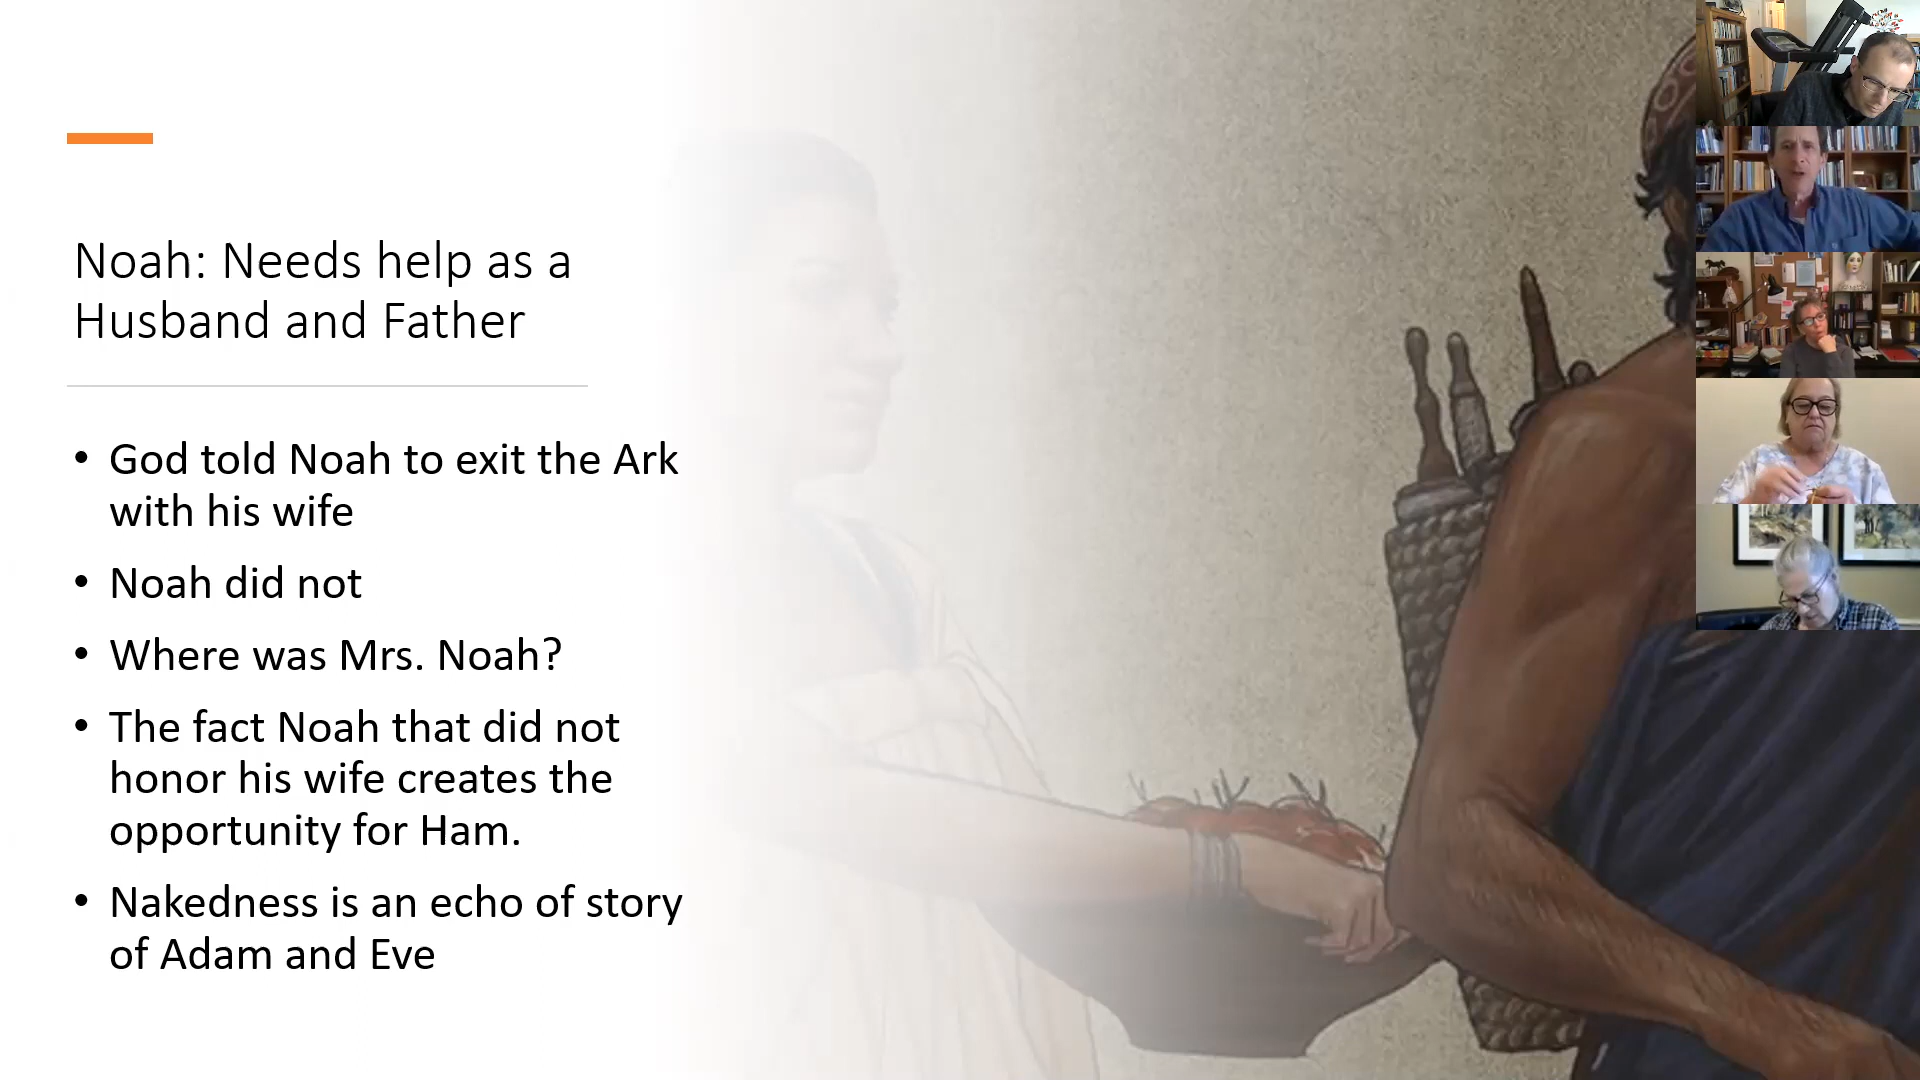 Noah: Needs help as a
Husband and Father
• God told Noah to exit the Ark
with his wife
• Noah did not
• Where was Mrs. Noah?
• The fact Noah that did not
honor his wife creates the
opportunity for Ham.
• Nakedness is an echo of story
of Adam and Eve